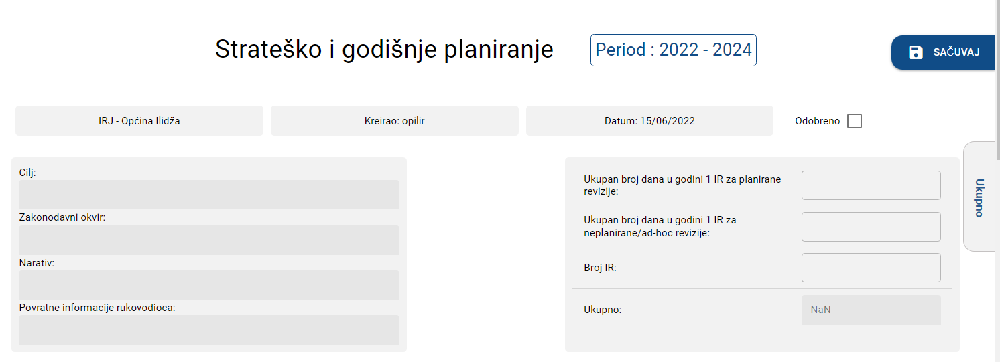 Strateško i godišnje planiranje
Period : 2022 - 2024
SAČUVAJ
IRJ - Općina Ilidža
Kreirao: opilir
Datum: 15/06/2022
Odobreno
Cilj:
Zakonodavni okvir:
Narativ:
Povratne informacije rukovodioca:
Ukupan broj dana u godini 1 IR za planirane
revizije:
Ukupan broj dana u godini 1 IR za
neplanirane/ad-hoc revizije:
Broj IR:
Ukupno:
NaN
Ukupno